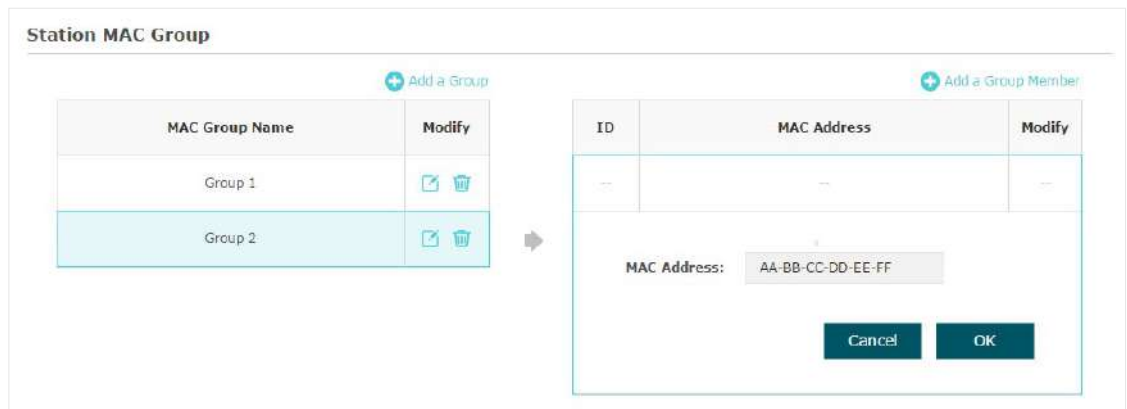 Station MAC Group
Add a Group
MAC Group Name Modify
Group 1
Group 2
Add a Group Member
ID MAC Address Modify
-- -- --
MAC Address: AA-BB-CC-DD-EE-FF
Cancel OK